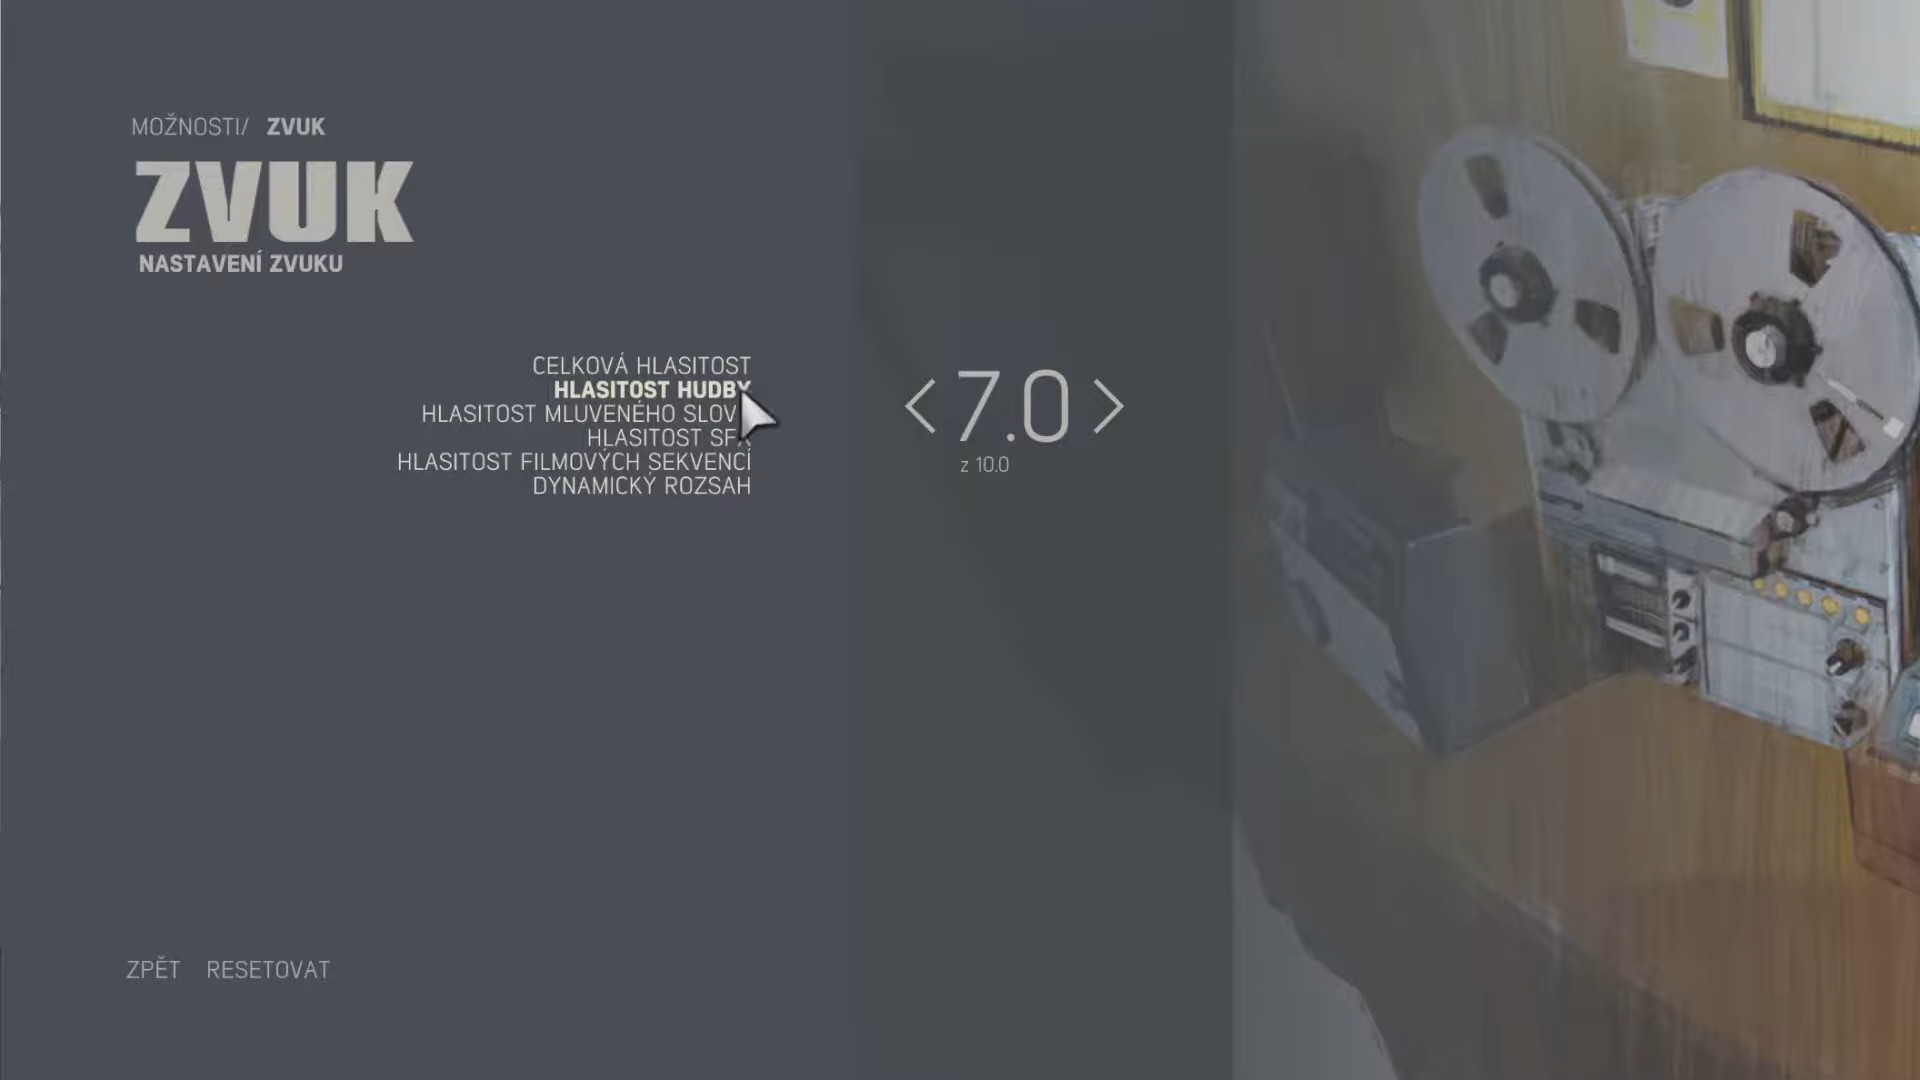 MOŽNOSTI/ ZVUK
ZVUK
NASTAVENÍ ZVUKU
CELKOVÁ HLASITOST
HLASITOST HUDBY
HLASITOST MLUVENÉHO SLOVA
HLASITOST SFX
HLASITOST FILMOVÝCH SEKVENCÍ
DYNAMICKÝ ROZSAH
< 7.0 >
z 10.0
ZPĚT RESETOVAT